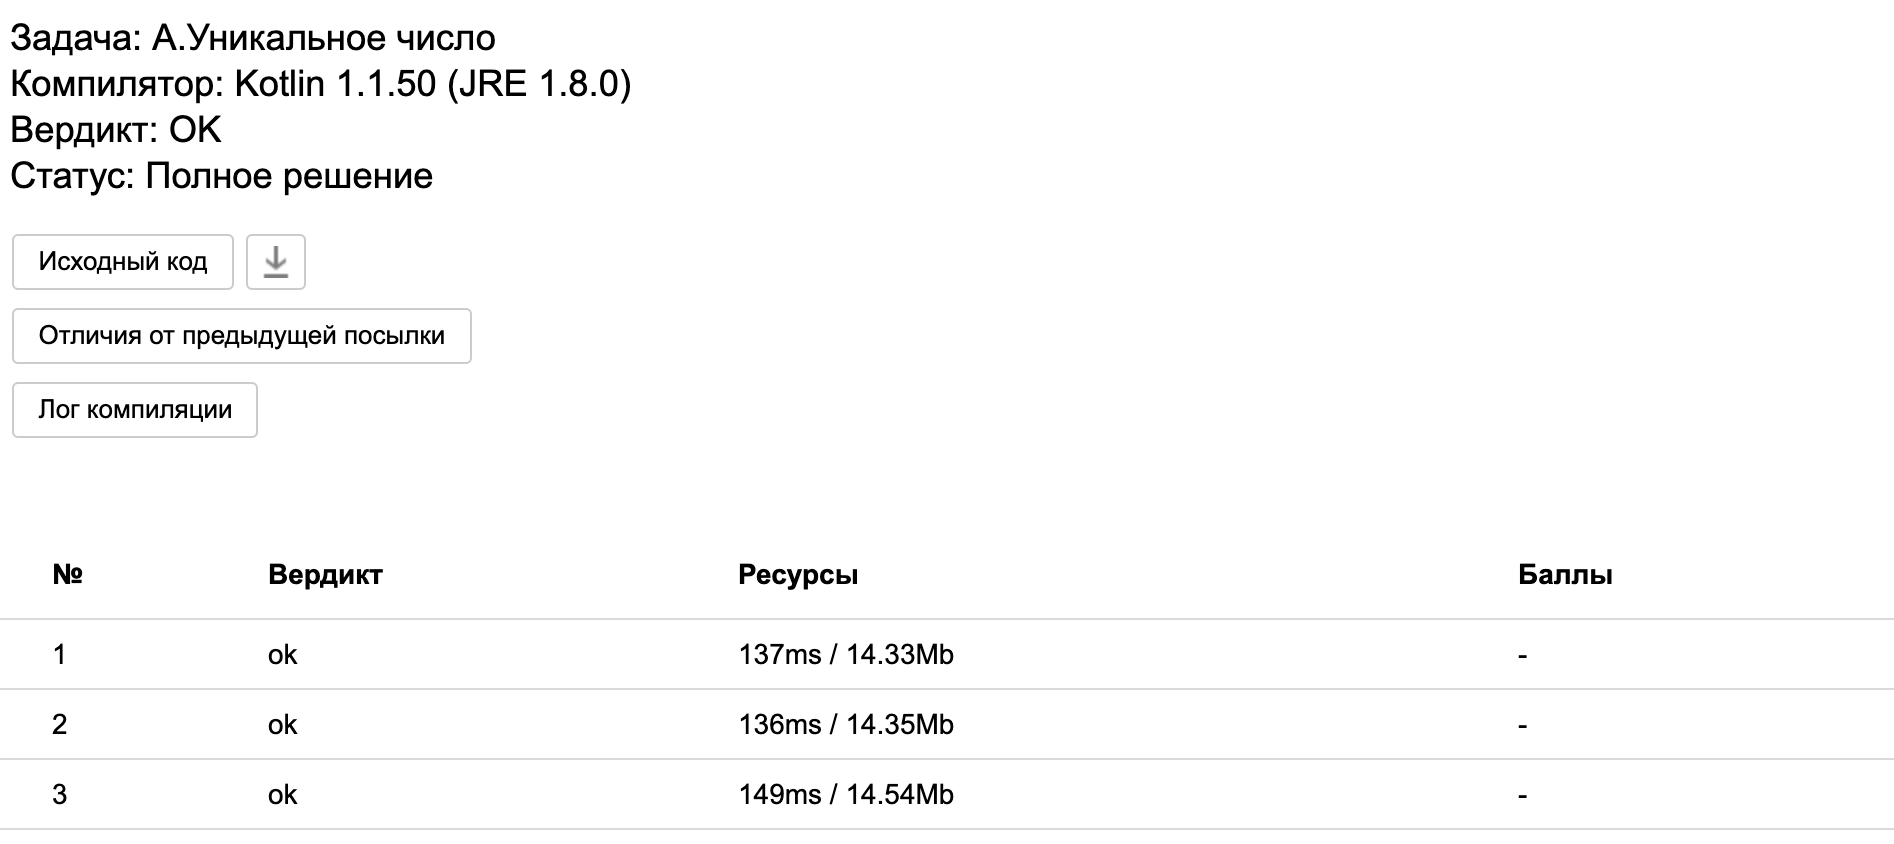 Задача: А.Уникальное число
Компилятор: Kotlin 1.1.50 (JRE 1.8.0)
Вердикт: OK
Статус: Полное решение
Исходный код
Отличия от предыдущей посылки
Лог компиляции
№ Вердикт Ресурсы Баллы
1 ok 137ms / 14.33Mb -
2 ok 136ms / 14.35Mb -
3 ok 149ms / 14.54Mb -